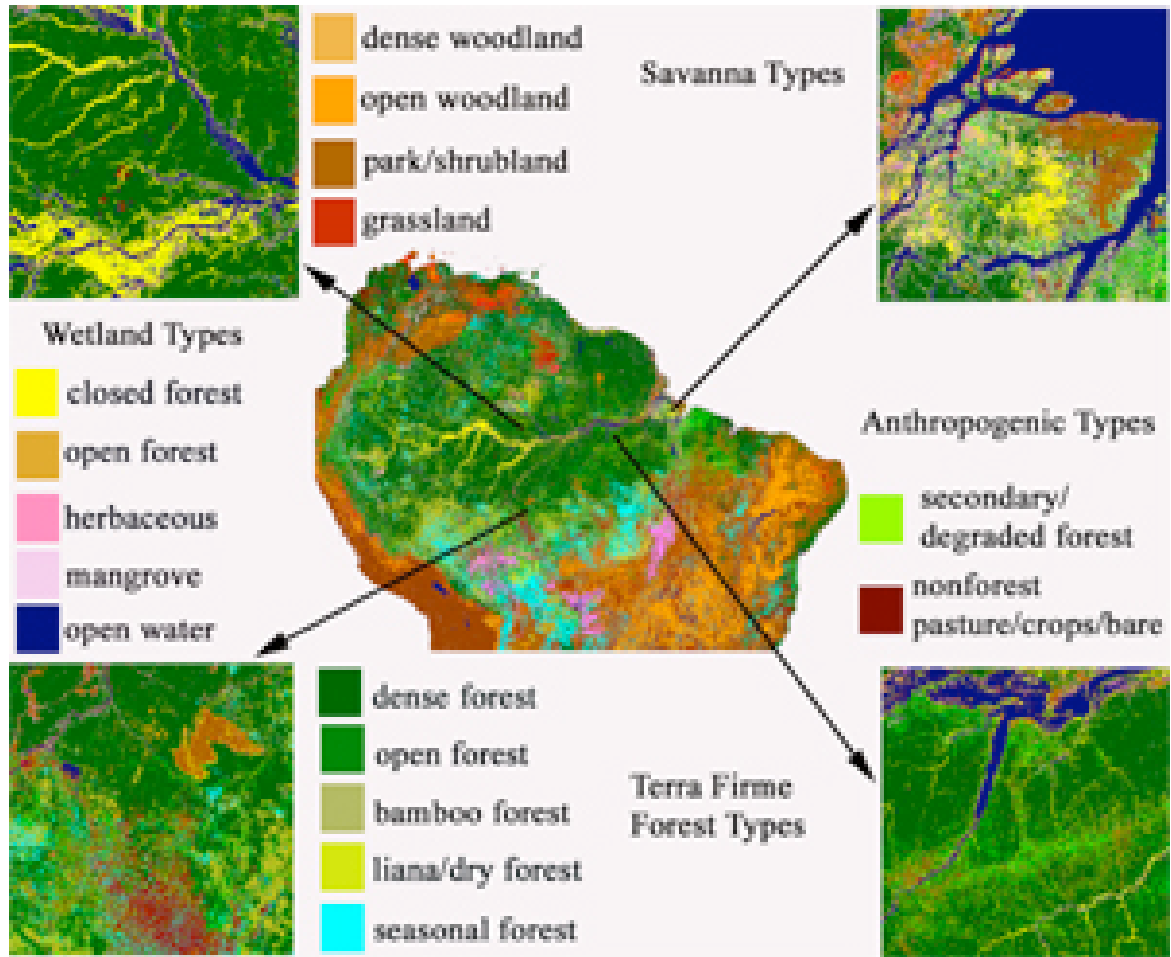 dense woodland
open woodland
park/shrubland
grassland
Savanna Types
Wetland Types
closed forest
open forest
herbaceous
mangrove
open water
Anthropogenic Types
secondary/
degraded forest
nonforest
pasture/crops/bare
dense forest
open forest
bamboo forest
liana/dry forest
seasonal forest
Terra Firme
Forest Types